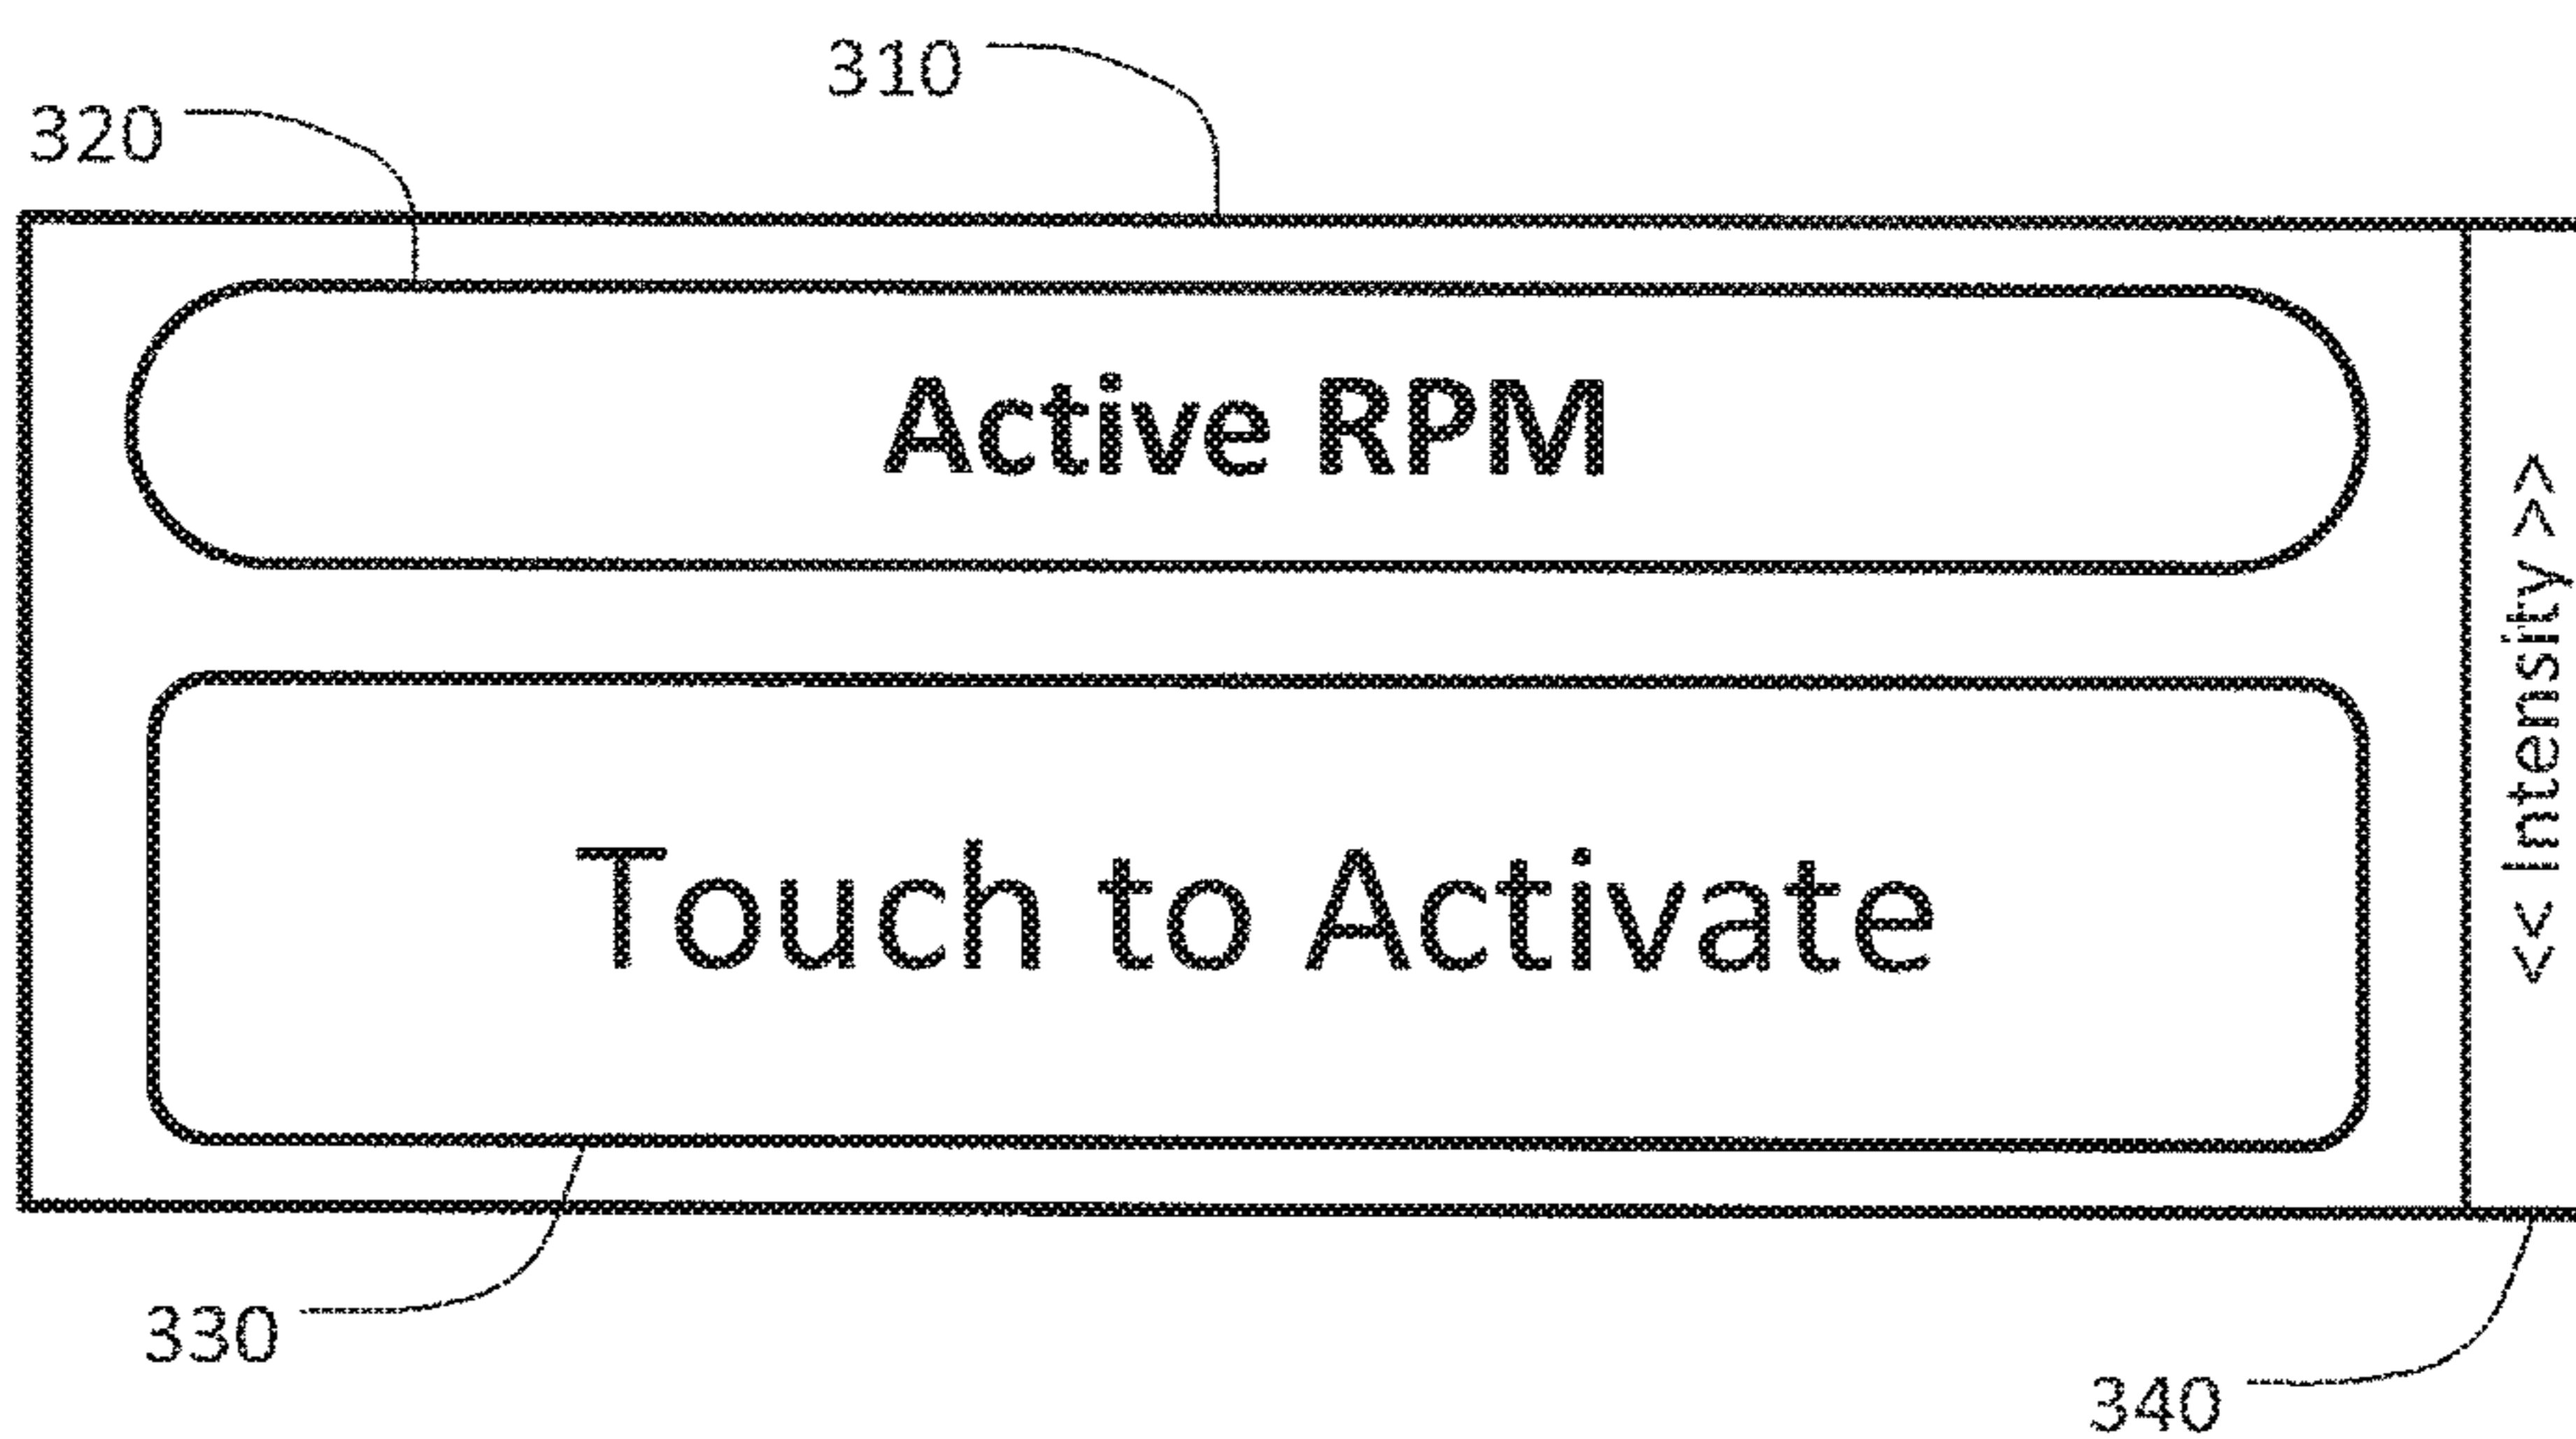 310
320
Active RPM
<< Intensity >>
Touch to Activate
330
340